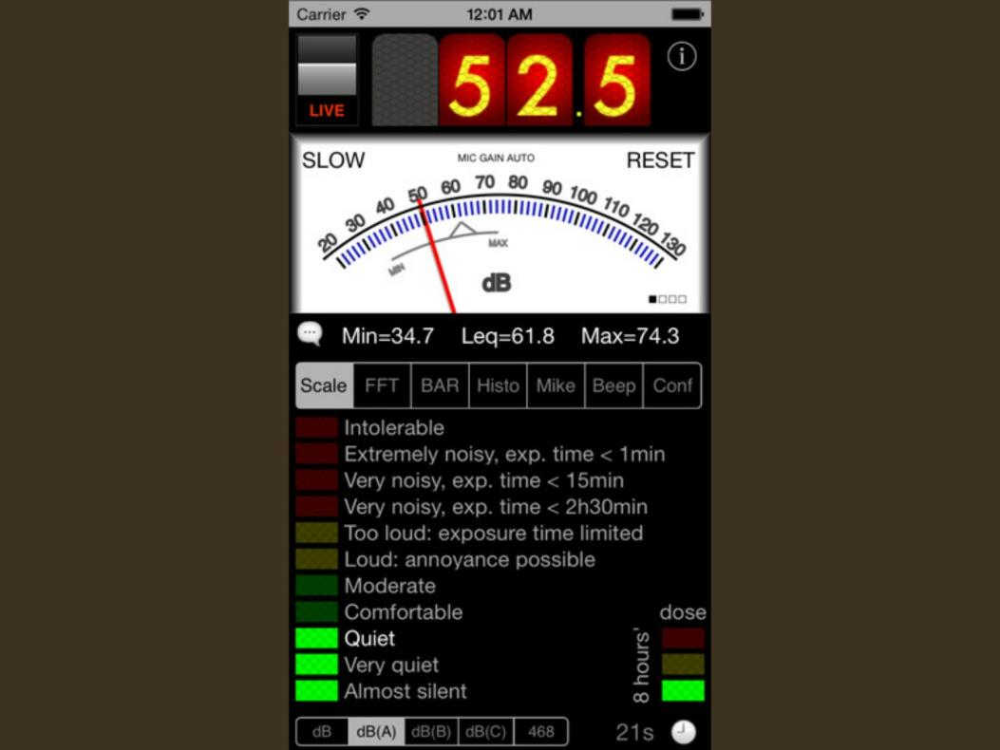 Carrier 12:01 AM
LIVE
52.5
i
SLOW MIC GAIN AUTO RESET
20 30 40 50 60 70 80 90 100 110 120 130
MIN MAX
dB
Min=34.7 Leq=61.8 Max=74.3
Scale FFT BAR Histo Mike Beep Conf
Intolerable
Extremely noisy, exp. time < 1min
Very noisy, exp. time < 15min
Very noisy, exp. time < 2h30min
Too loud: exposure time limited
Loud: annoyance possible
Moderate
Comfortable dose
Quiet
Very quiet
Almost silent
8 hours'
dB dB(A) dB(B) dB(C) 468 21s